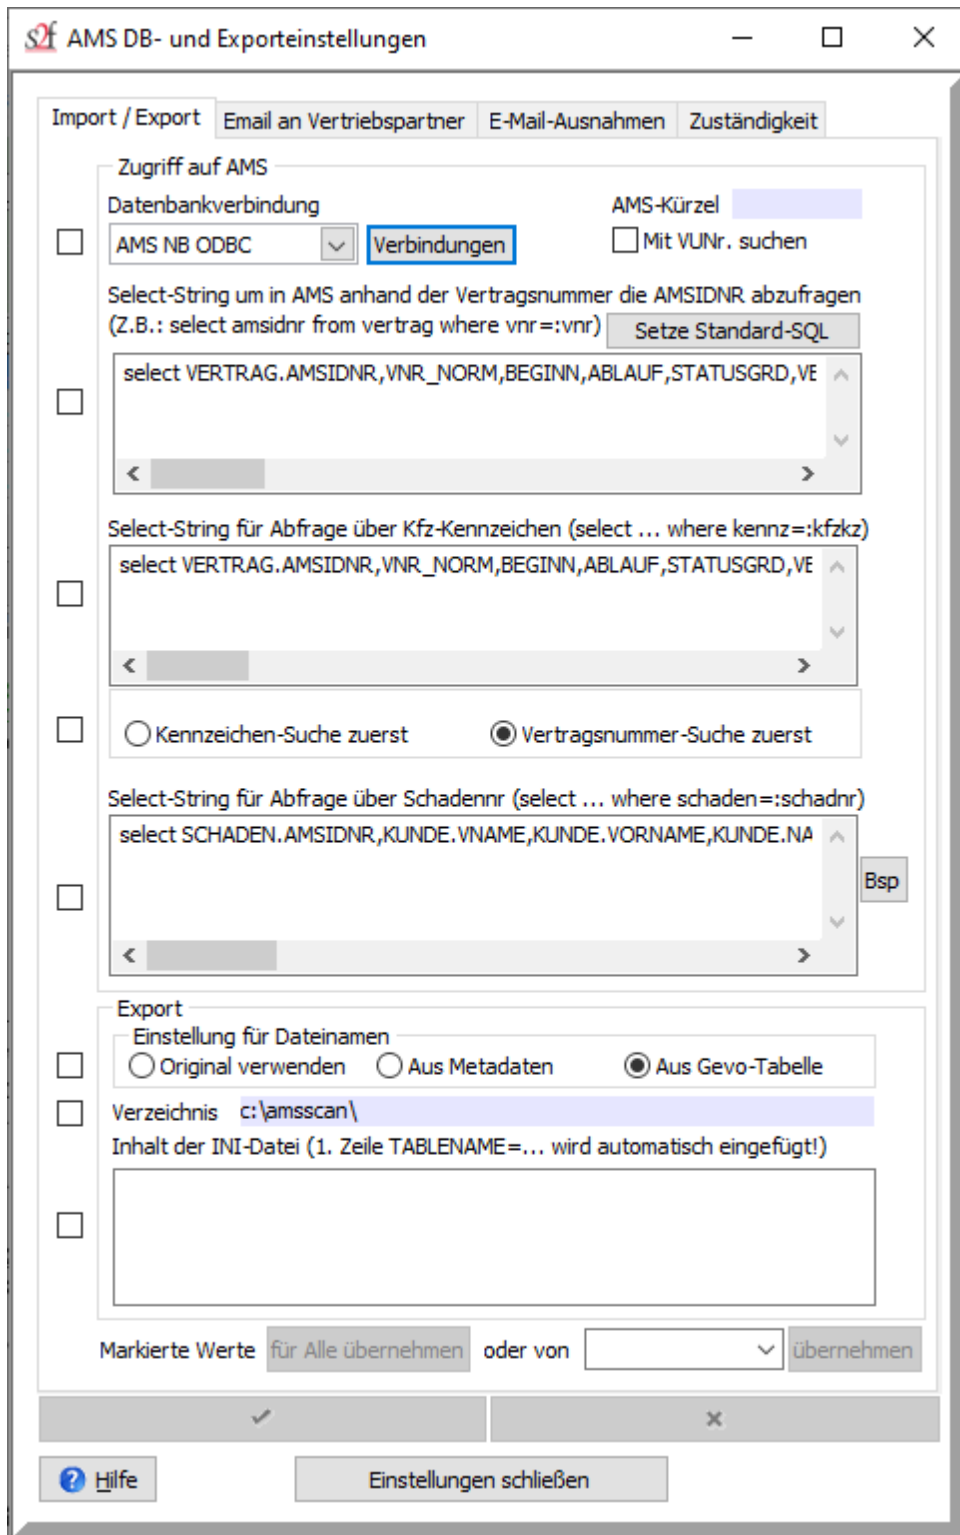 s2f AMS DB- und Exporteinstellungen
Import / Export Email an Vertriebspartner E-Mail-Ausnahmen Zuständigkeit
Zugriff auf AMS
Datenbankverbindung AMS-Kürzel
AMS NB ODBC Verbindungen Mit VUNr. suchen
Select-String um in AMS anhand der Vertragsnummer die AMSIDNR abzufragen
(Z.B.: select amsidnr from vertrag where vnr=:vnr) Setze Standard-SQL
select VERTRAG.AMSIDNR,VNR_NORM,BEGINN,ABLAUF,STATUSGRD,VE
Select-String für Abfrage über Kfz-Kennzeichen (select ... where kennz=:kfzkz)
select VERTRAG.AMSIDNR,VNR_NORM,BEGINN,ABLAUF,STATUSGRD,VE
Kennzeichen-Suche zuerst Vertragsnummer-Suche zuerst
Select-String für Abfrage über Schadennr (select ... where schaden=:schadnr)
select SCHADEN.AMSIDNR,KUNDE.VNAME,KUNDE.VORNAME,KUNDE.NA
Bsp
Export
Einstellung für Dateinamen
Original verwenden Aus Metadaten Aus Gevo-Tabelle
Verzeichnis c:\amsscan\
Inhalt der INI-Datei (1. Zeile TABLENAME=... wird automatisch eingefügt!)
Markierte Werte für Alle übernehmen oder von übernehmen
Hilfe Einstellungen schließen